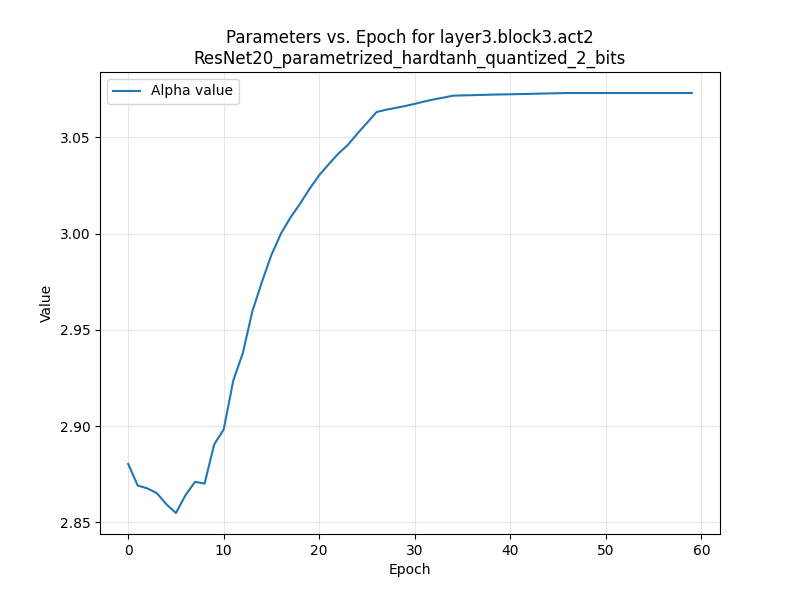 Parameters vs. Epoch for layer3.block3.act2
ResNet20_parametrized_hardtanh_quantized_2_bits
Alpha value
3.05
3.00
2.95
2.90
2.85
Value
0 10 20 30 40 50 60
Epoch